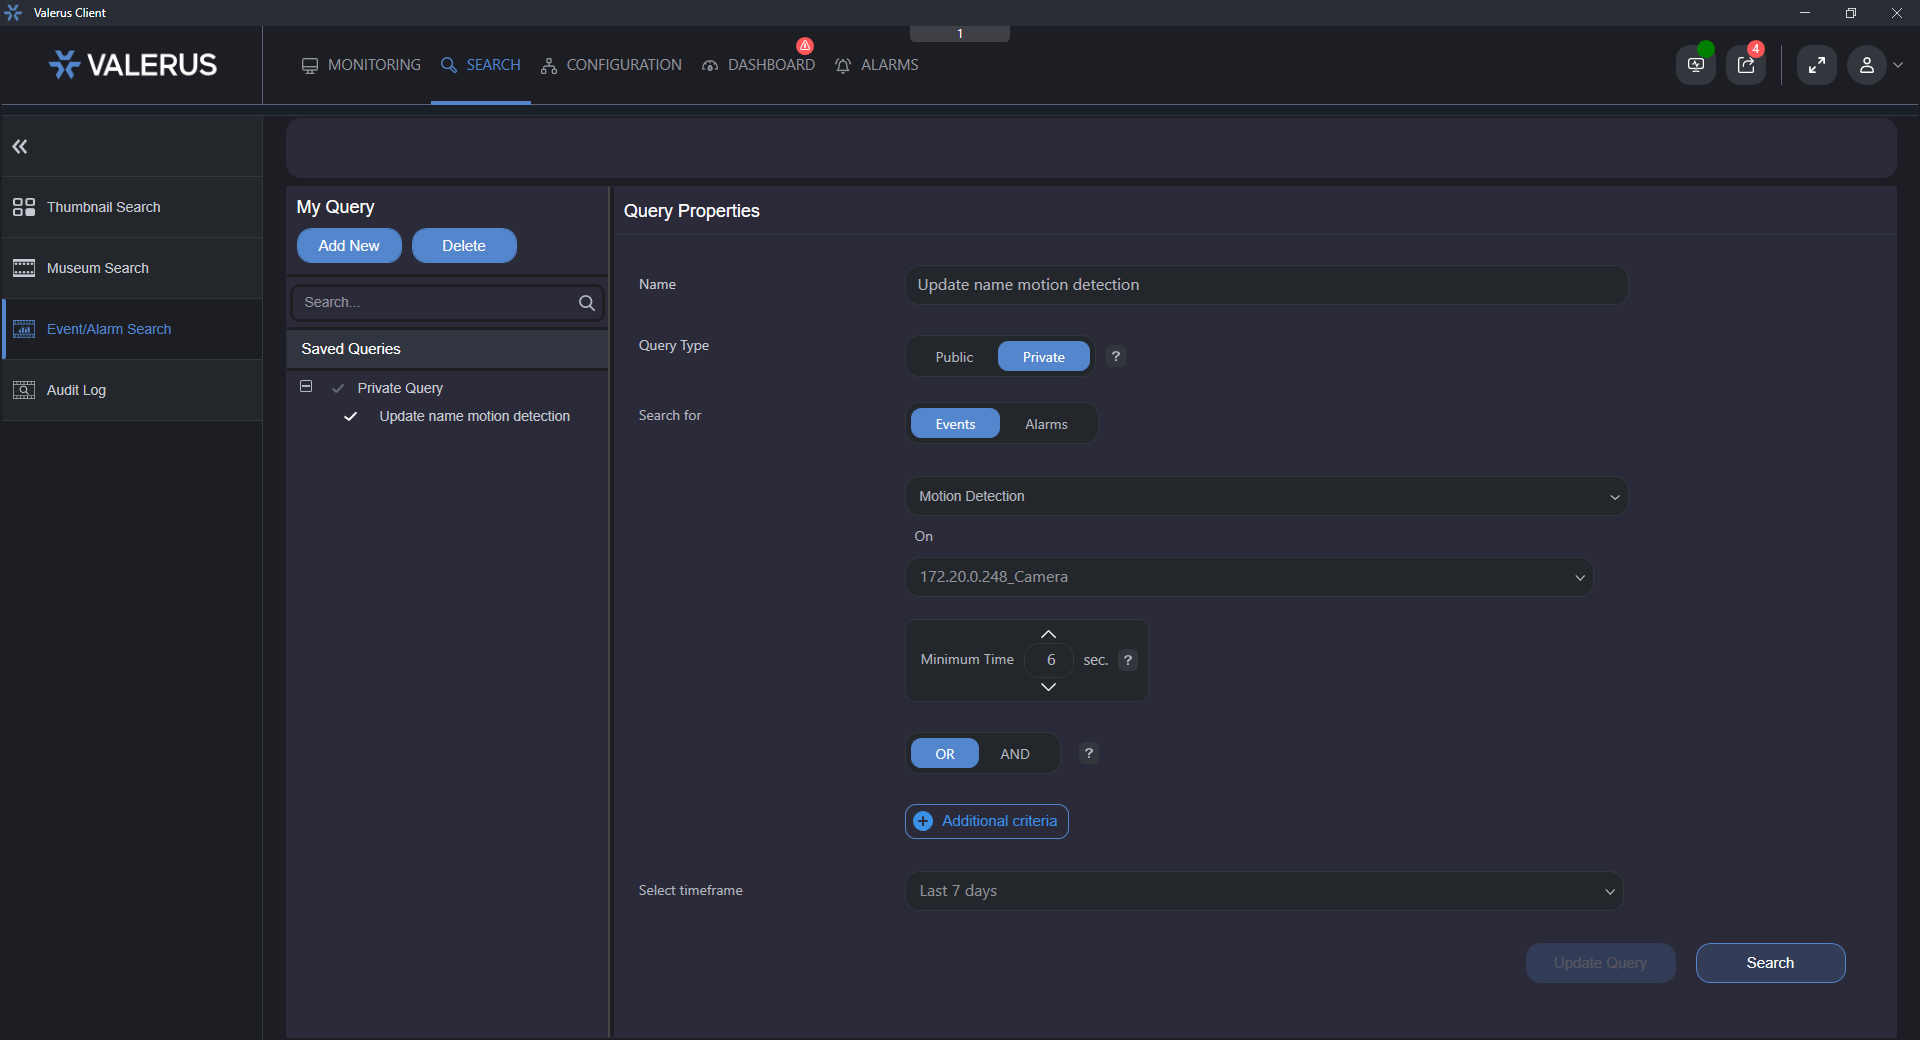 Valerus Client
1
VALERUS
MONITORING
SEARCH
CONFIGURATION
DASHBOARD
ALARMS
4
Thumbnail Search
Museum Search
Event/Alarm Search
Audit Log
My Query
Add New
Delete
Search...
Saved Queries
Private Query
Update name motion detection
Query Properties
Name
Update name motion detection
Query Type
Public
Private
?
Search for
Events
Alarms
Motion Detection
On
172.20.0.248_Camera
Minimum Time
6
sec.
?
OR
AND
?
Additional criteria
Select timeframe
Last 7 days
Update Query
Search